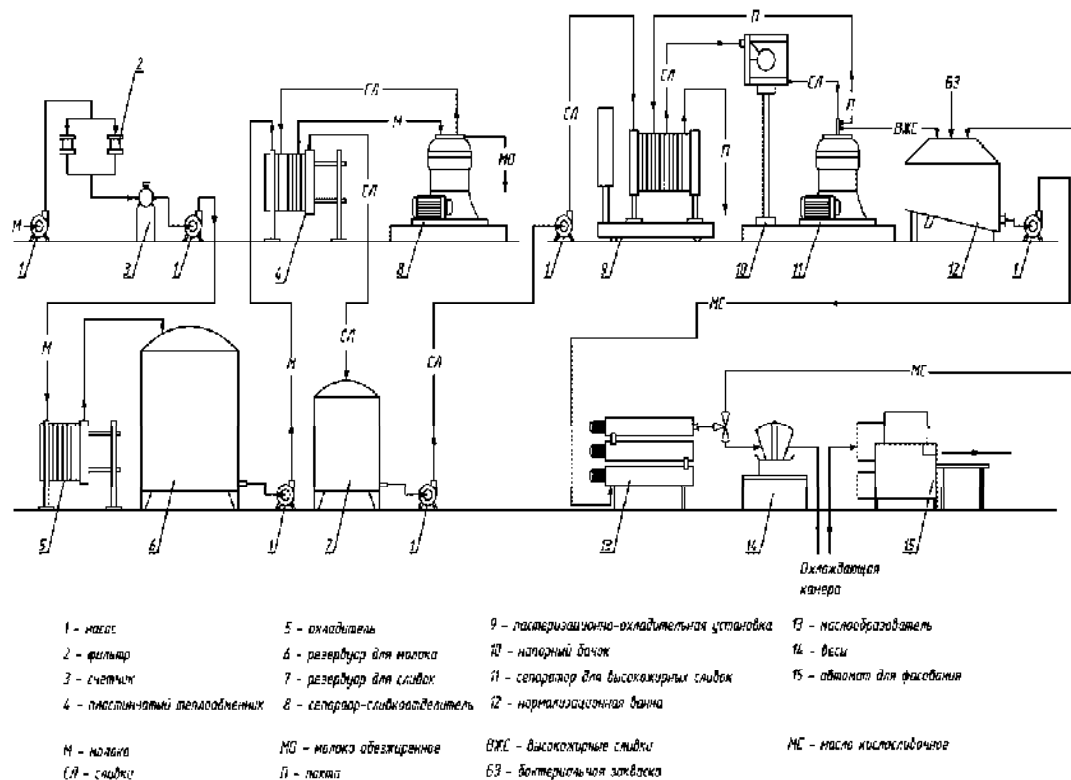 2
СЛ
М
М
МО
СЛ
СЛ
П
СЛ
СЛ
П
П
ВЖС
БЗ
1
3
1
4
8
1
9
10
11
12
1
М
СЛ
М
СЛ
МС
МС
5
6
1
7
1
13
14
15
Охлаждающая
камера
1 - насос
2 - фильтр
3 - счетчик
4 - пластинчатый теплообменник
5 - охладитель
6 - резервуар для молока
7 - резервуар для сливок
8 - сепараор-сливкоотделитель
9 - пастеризационно-охладительная установка
10 - напорный бачок
11 - сепаратор для высокожирных сливок
12 - нормализационная ванна
13 - маслообразователь
14 - весы
15 - автомат для фасования
М - молоко
СЛ - сливки
МО - молоко обезжиренное
П - пахта
ВЖС - высокожирные сливки
БЗ - бактериальная закваска
МС - масло кислосливочное